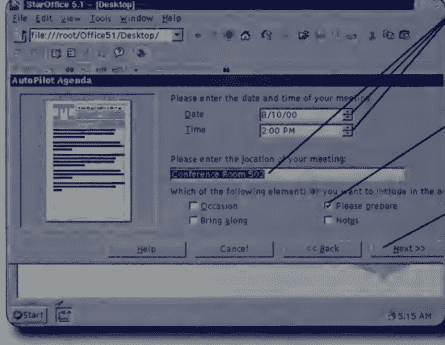 StarOffice 5.1 - [Desktop]
File Edit View Tools Window Help
file:///root/Office51/Desktop/
AutoPilot Agenda
Please enter the date and time of your meeting
Date 8/10/00
Time 2:00 PM
Please enter the location of your meeting:
Conference Room 502
Which of the following elements do you want to include in the
Occasion Please prepare
Bring along Notes
Help Cancel << Back Next >>
Start 5:15 AM